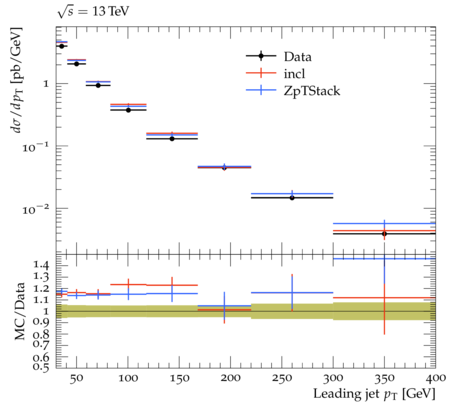 √s = 13 TeV
dσ/dpT [pb/GeV]
1
10⁻¹
10⁻²
Data
incl
ZpTStack
MC/Data
1.4
1.3
1.2
1.1
1
0.9
0.8
0.7
0.6
0.5
50 100 150 200 250 300 350 400
Leading jet pT [GeV]